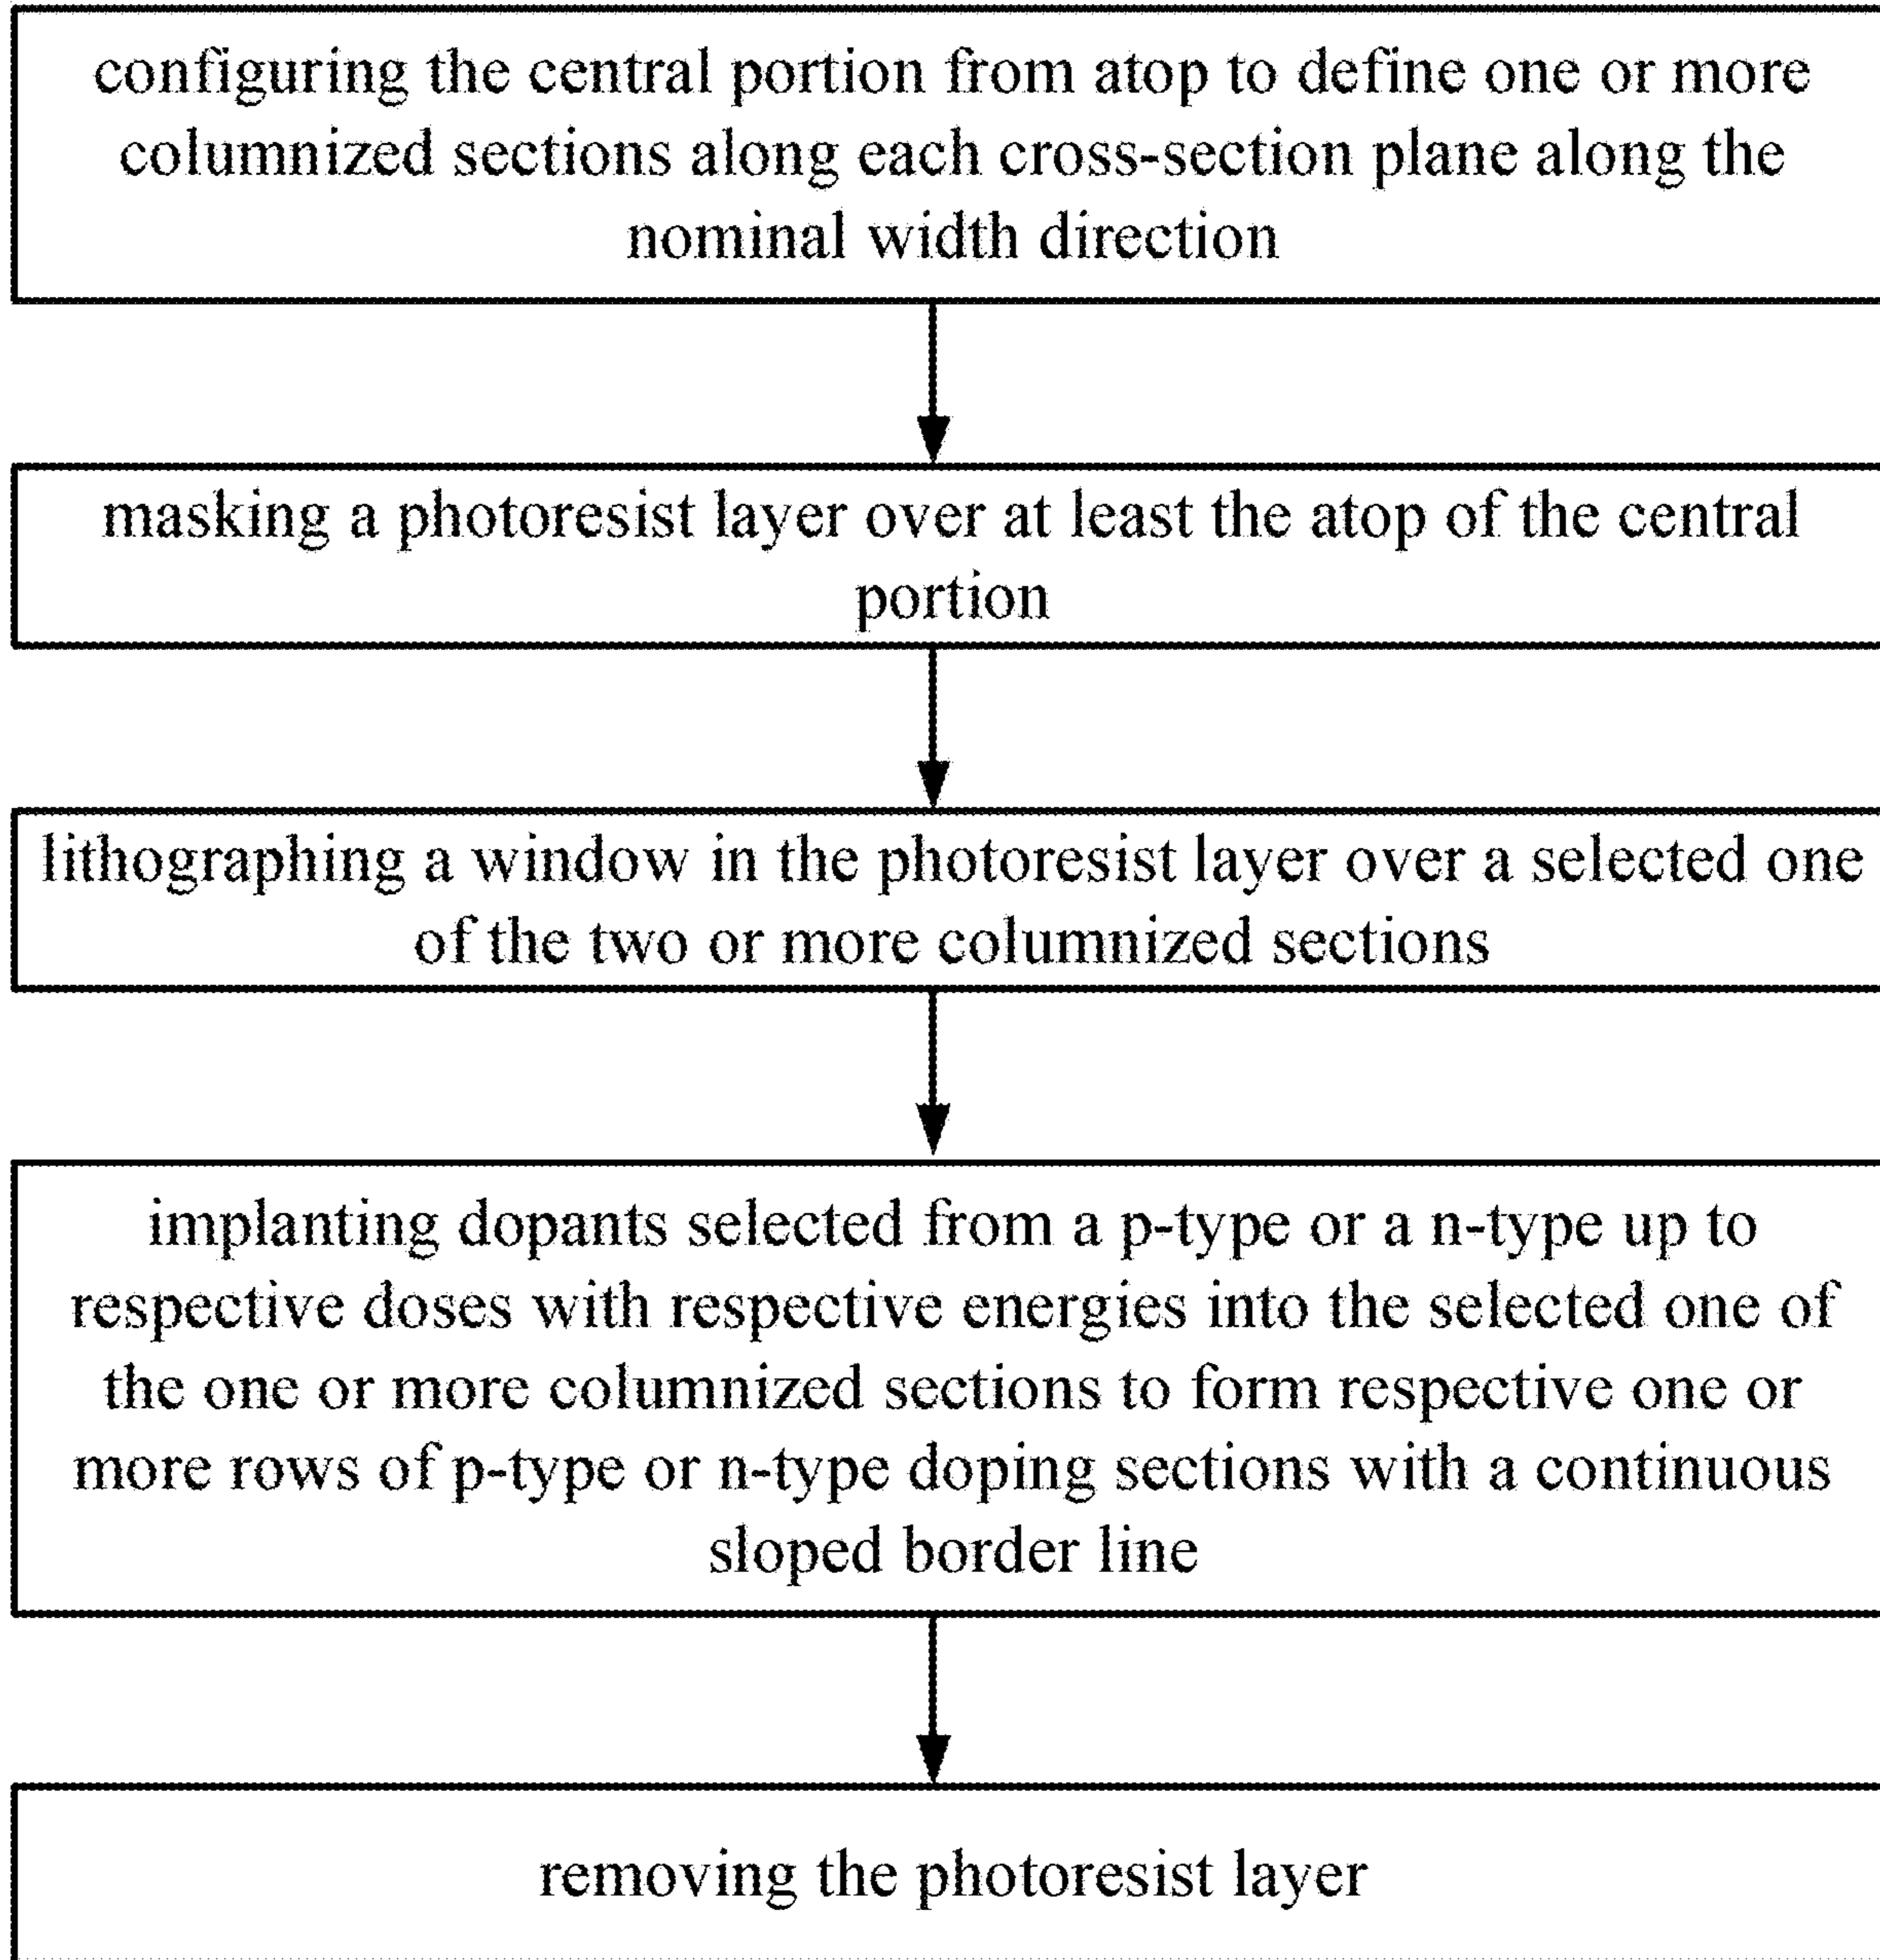 configuring the central portion from atop to define one or more
columnized sections along each cross-section plane along the
nominal width direction
masking a photoresist layer over at least the atop of the central
portion
lithographing a window in the photoresist layer over a selected one
of the two or more columnized sections
implanting dopants selected from a p-type or a n-type up to
respective doses with respective energies into the selected one of
the one or more columnized sections to form respective one or
more rows of p-type or n-type doping sections with a continuous
sloped border line
removing the photoresist layer